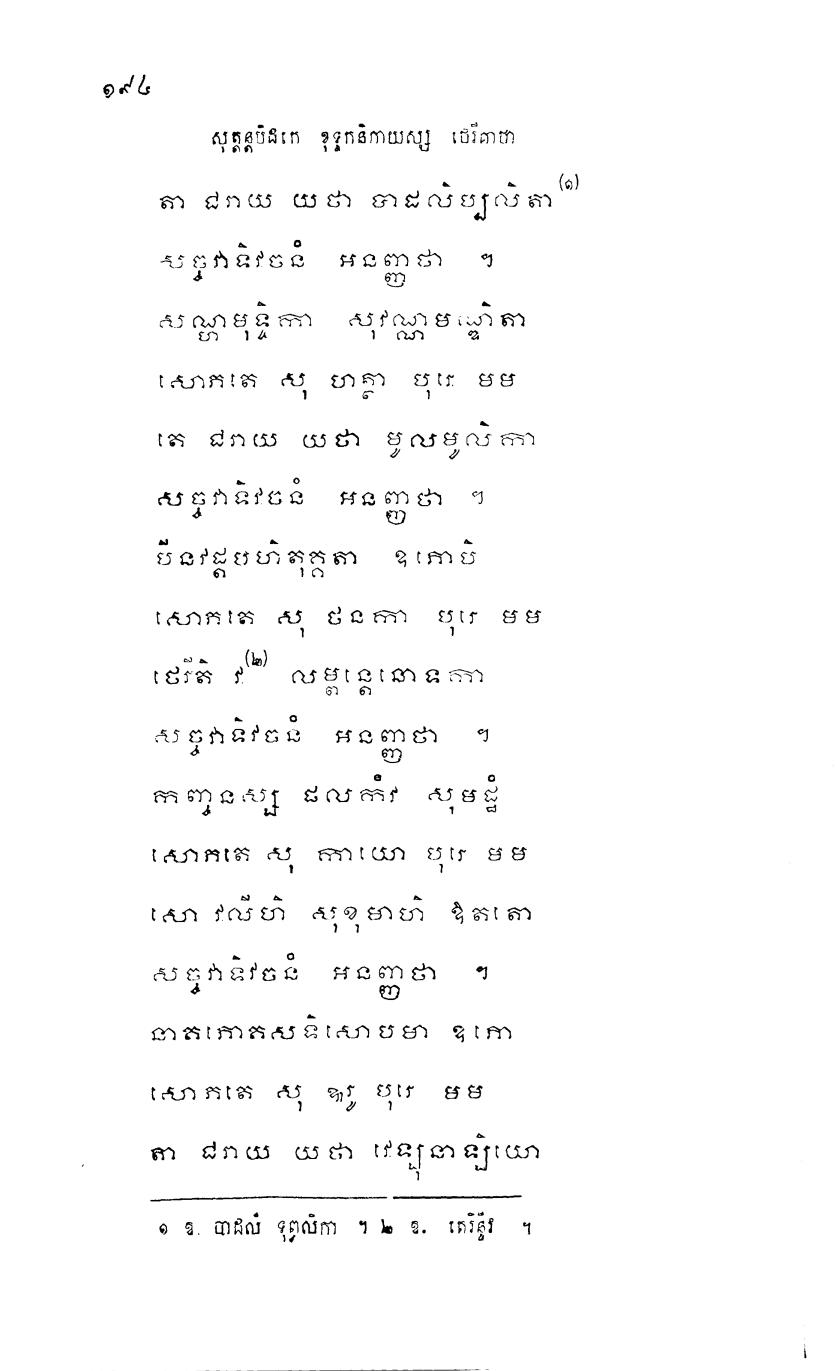 ១៩៤
សុត្តន្តបិដកេ ខុទ្ទកនិកាយស្ស ថេរីគាថា
តា ជរាយ យថា បាដលិប្បលិតា (១)
សច្ចវាទិវចនំ អនញ្ញថា ។
សណ្ហមុទ្ទិកា សុវណ្ណមណ្ឌិតា
សោភតេ សុ ហត្ថា បុរេ មម
តេ ជរាយ យថា មូលមូលិកា
សច្ចវាទិវចនំ អនញ្ញថា ។
បីនវដ្តបហិតុគ្គតា ឧភោបិ
សោភតេ សុ ថនកា បុរេ មម
ថេរីតិ វ (២) លម្ពន្តេនោទកា
សច្ចវាទិវចនំ អនញ្ញថា ។
កញ្ចនស្ស ផលកំវ សុមដ្ឋំ
សោភតេ សុ កាយោ បុរេ មម
សោ វលីហិ សុខុមាហិ ឱតតោ
សច្ចវាទិវចនំ អនញ្ញថា ។
នាគភោគសទិសោបមា ឧភោ
សោភតេ សុ ឩរូ បុរេ មម
តា ជរាយ យថា វេឡុនាឡិយោ
១ ឱ. បាដលី ទុព្វលិកា ។ ២ ឱ. តេរិន្ទីវ ។